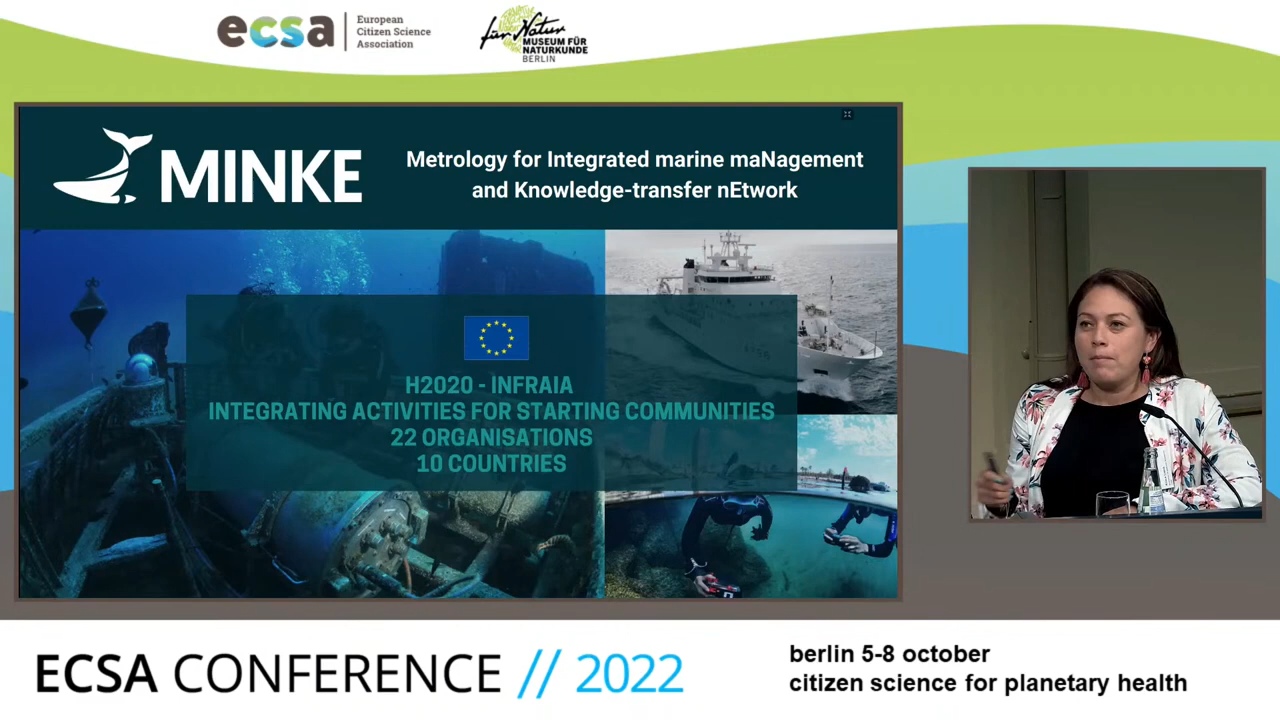 ecsa
European
Citizen Science
Association
für Natur
MUSEUM FÜR
NATURKUNDE
BERLIN
MINKE
Metrology for Integrated marine maNagement
and Knowledge-transfer nEtwork
H2020 - INFRAIA
INTEGRATING ACTIVITIES FOR STARTING COMMUNITIES
22 ORGANISATIONS
10 COUNTRIES
ECSA CONFERENCE // 2022
berlin 5-8 october
citizen science for planetary health